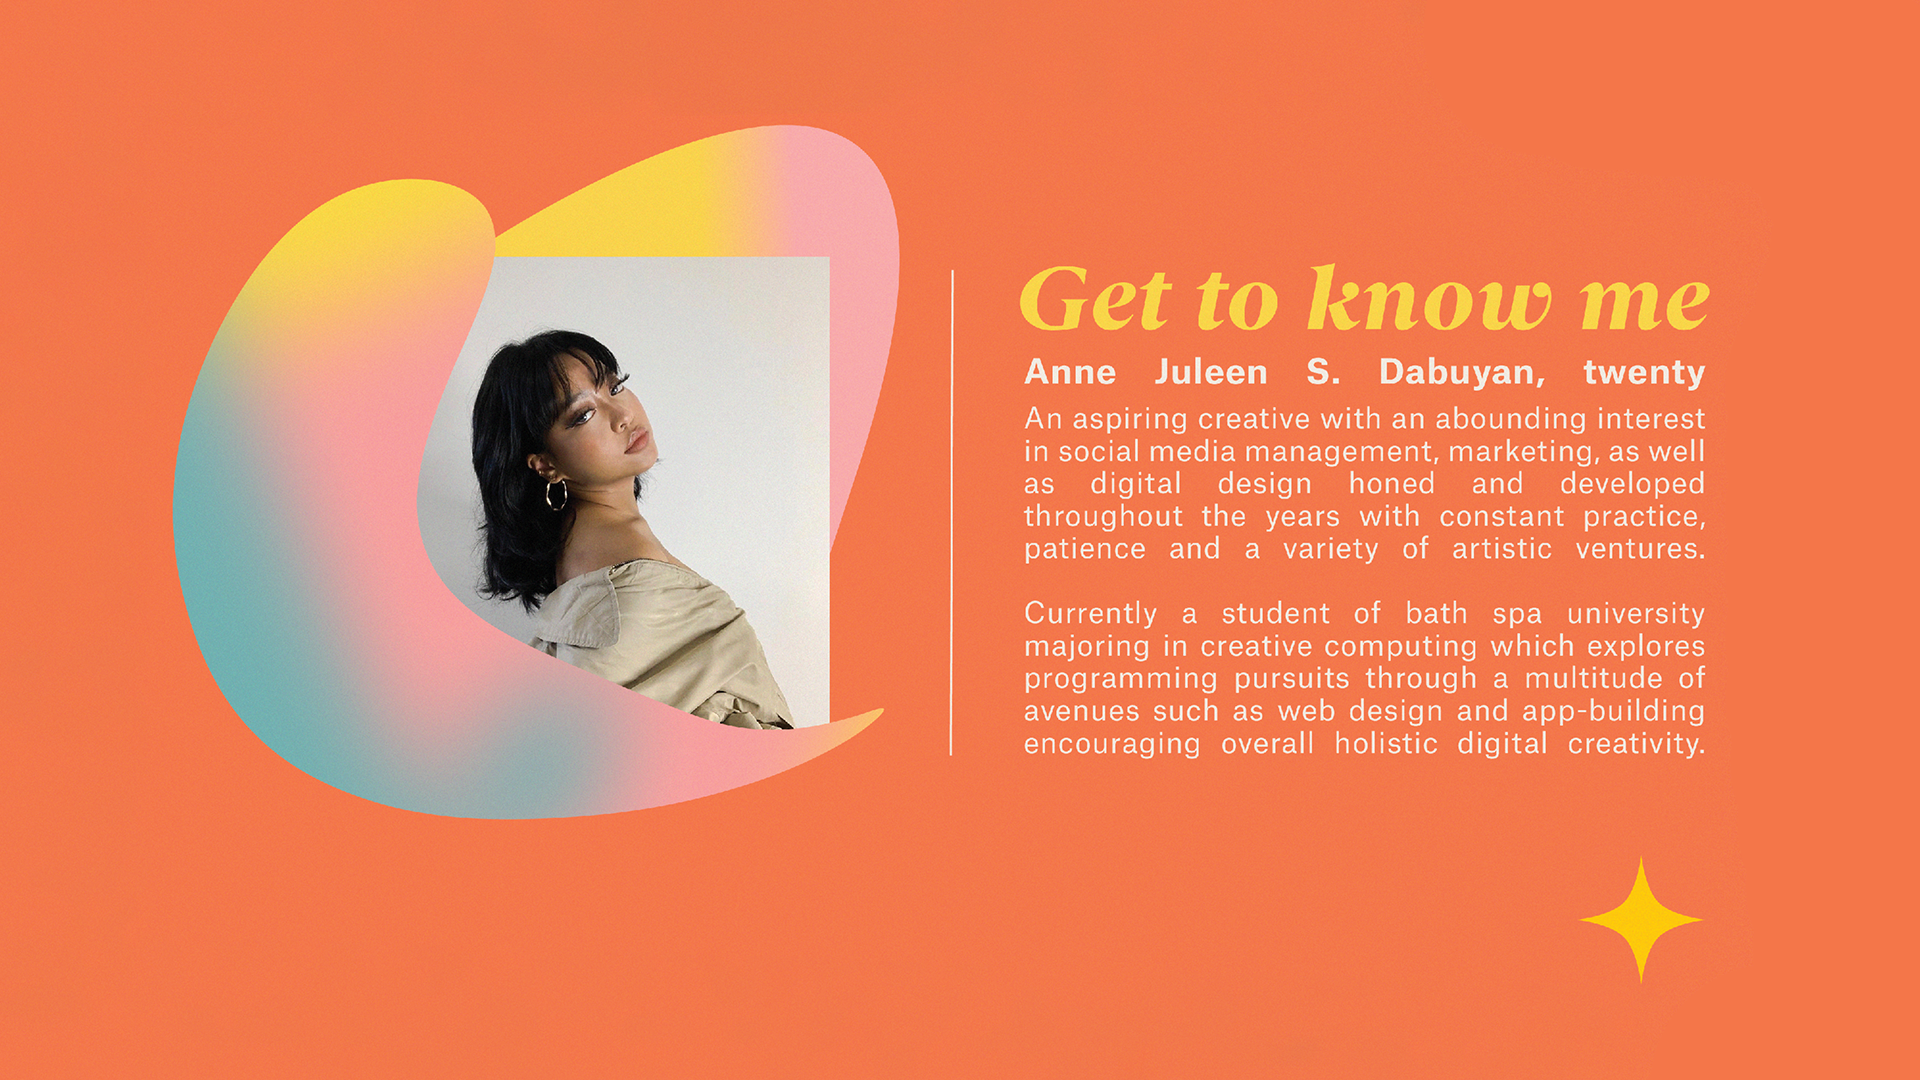 Get to know me
Anne Juleen S. Dabuyan, twenty
An aspiring creative with an abounding interest
in social media management, marketing, as well
as digital design honed and developed
throughout the years with constant practice,
patience and a variety of artistic ventures.
Currently a student of bath spa university
majoring in creative computing which explores
programming pursuits through a multitude of
avenues such as web design and app-building
encouraging overall holistic digital creativity.